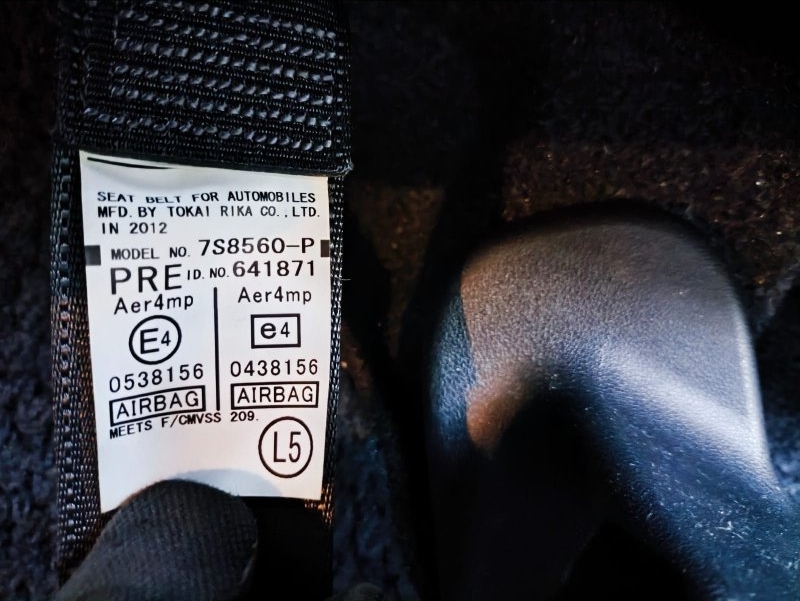 SEAT BELT FOR AUTOMOBILES
MFD. BY TOKAI RIKA CO.,LTD.
IN 2012
MODEL NO. 7S8560-P
PRE ID. NO. 641871
Aer4mp Aer4mp
E4 e4
0538156 0438156
AIRBAG AIRBAG
MEETS F/CMVSS 209.
L5